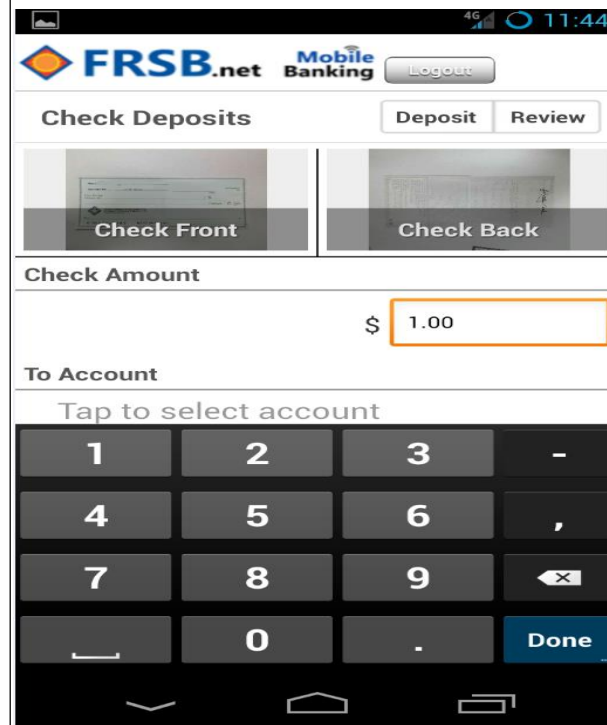 4G 11:44
FRSB.net Mobile Banking Logout
Check Deposits Deposit Review
Check Front Check Back
Check Amount
$ 1.00
To Account
Tap to select account
1 2 3 -
4 5 6 ,
7 8 9
0 . Done